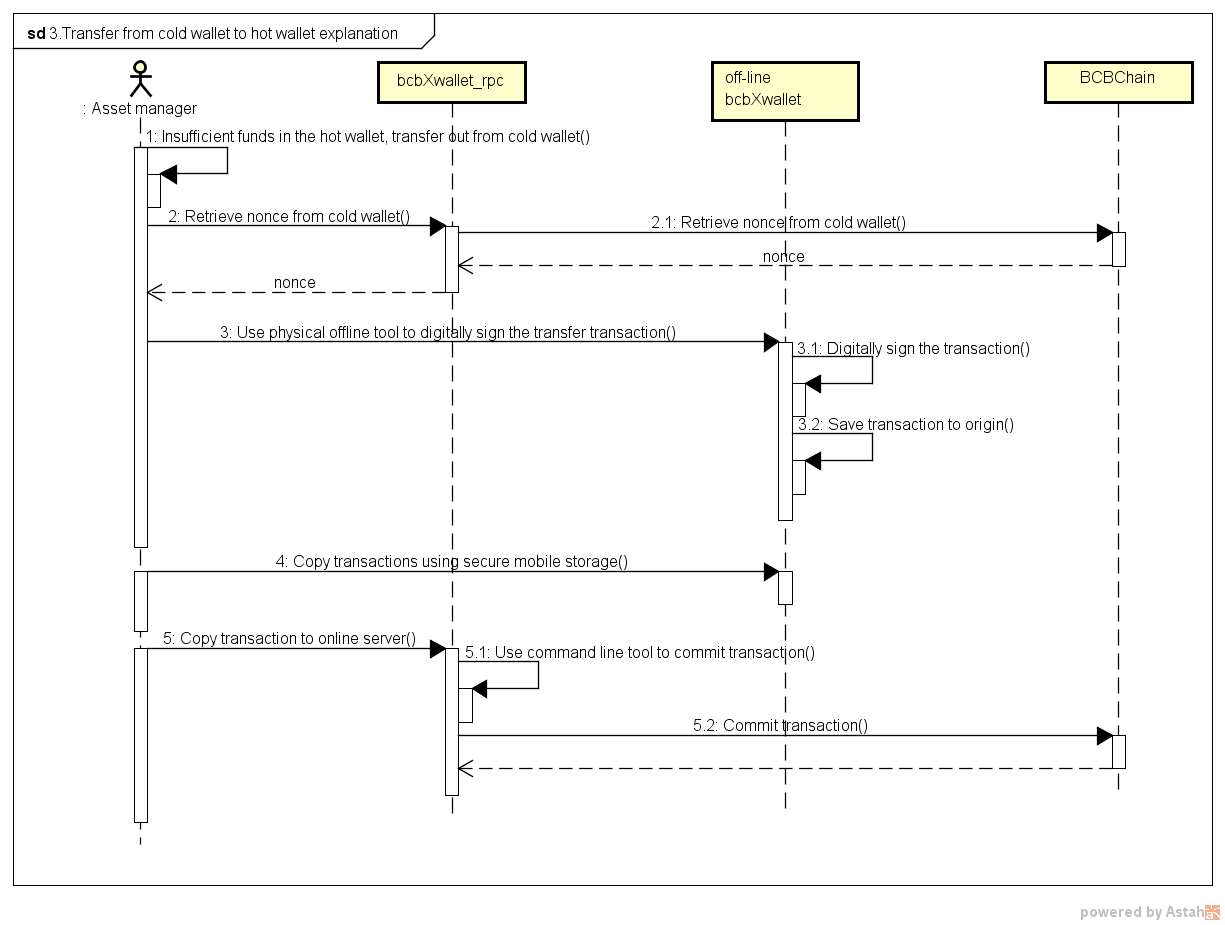 sd 3.Transfer from cold wallet to hot wallet explanation
: Asset manager
bcbXwallet_rpc
off-line
bcbXwallet
BCBChain
1: Insufficient funds in the hot wallet, transfer out from cold wallet()
2: Retrieve nonce from cold wallet()
2.1: Retrieve nonce from cold wallet()
nonce
nonce
3: Use physical offline tool to digitally sign the transfer transaction()
3.1: Digitally sign the transaction()
3.2: Save transaction to origin()
4: Copy transactions using secure mobile storage()
5: Copy transaction to online server()
5.1: Use command line tool to commit transaction()
5.2: Commit transaction()
powered by Astah